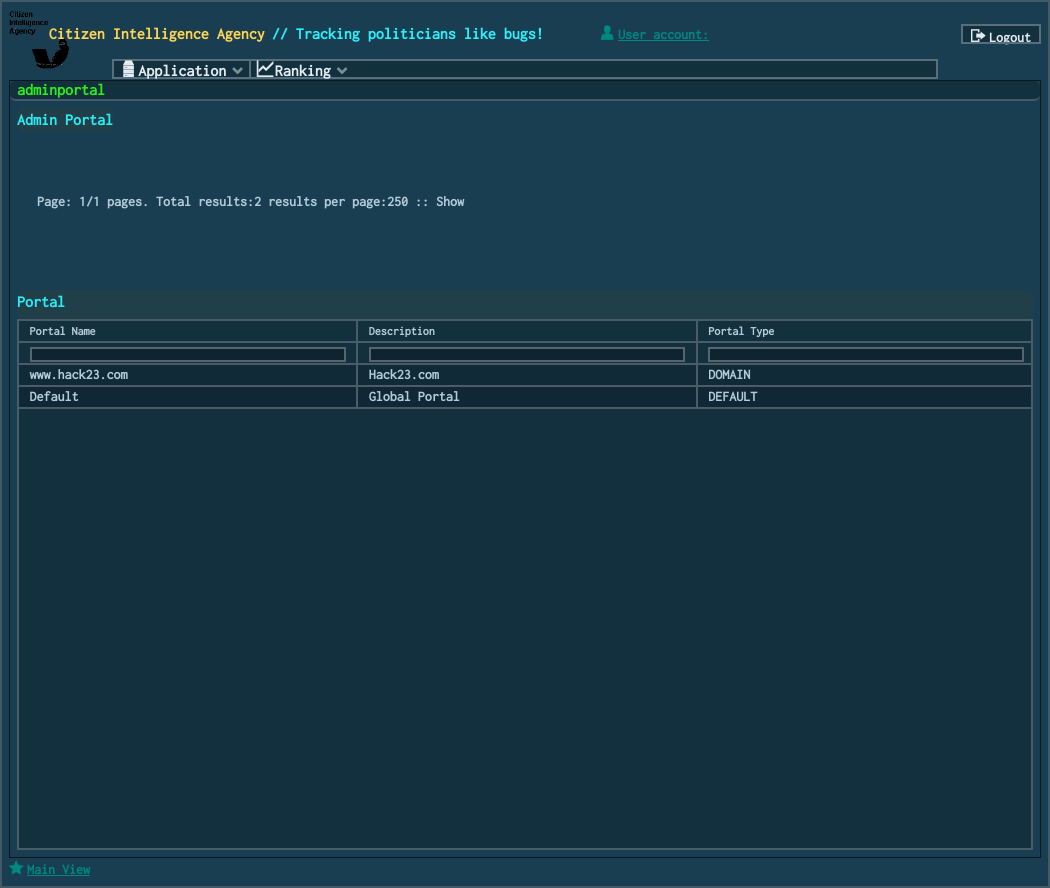 Citizen
Intelligence
Agency
Citizen Intelligence Agency // Tracking politicians like bugs!
User account:
Logout
Application
Ranking
adminportal
Admin Portal
Page: 1/1 pages. Total results:2 results per page:250 :: Show
Portal
Portal Name Description Portal Type
www.hack23.com Hack23.com DOMAIN
Default Global Portal DEFAULT
Main View